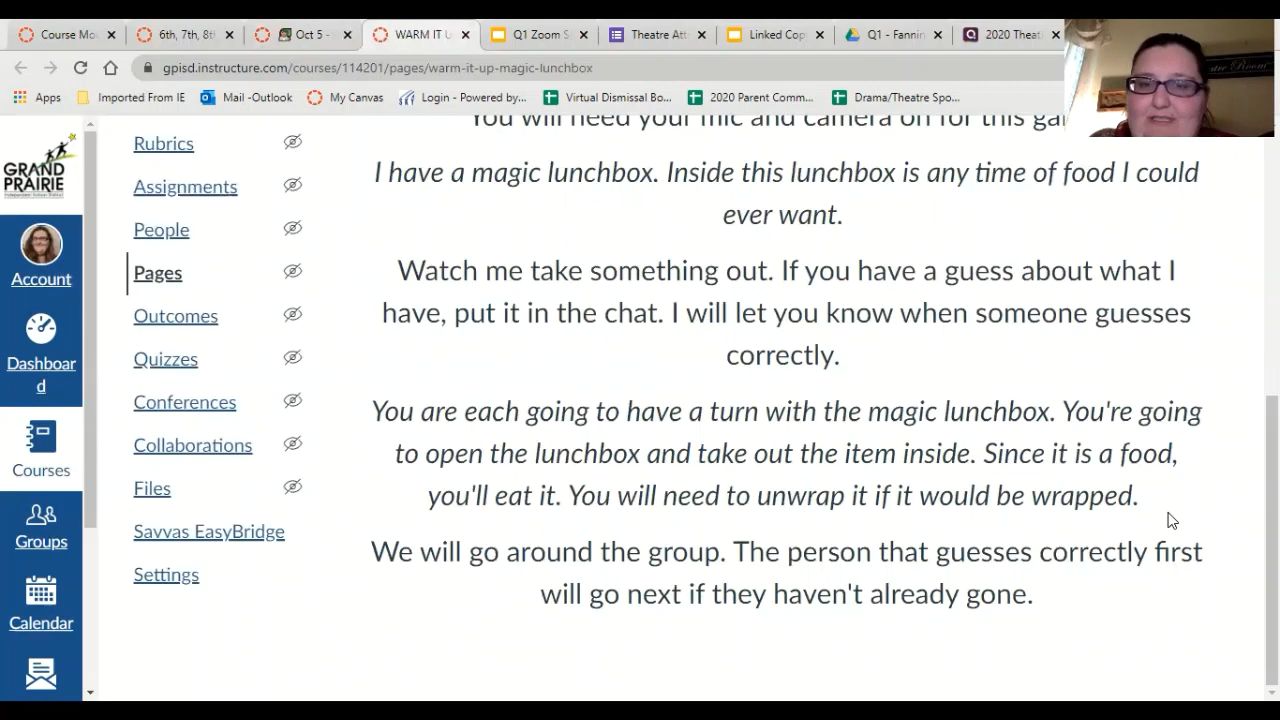 Course Mo
6th, 7th, 8t
Oct 5 -
WARM IT U
Q1 Zoom S
Theatre Att
Linked Cop
Q1 - Fannin
2020 Theat
gpisd.instructure.com/courses/114201/pages/warm-it-up-magic-lunchbox
Apps
Imported From IE
Mail -Outlook
My Canvas
Login - Powered by...
Virtual Dismissal Bo...
2020 Parent Comm...
Drama/Theatre Spo...
GRAND
PRAIRIE
Account
Dashboar
d
Courses
Groups
Calendar
Rubrics
Assignments
People
Pages
Outcomes
Quizzes
Conferences
Collaborations
Files
Savvas EasyBridge
Settings
You will need your mic and camera on for this ga
I have a magic lunchbox. Inside this lunchbox is any time of food I could
ever want.
Watch me take something out. If you have a guess about what I
have, put it in the chat. I will let you know when someone guesses
correctly.
You are each going to have a turn with the magic lunchbox. You're going
to open the lunchbox and take out the item inside. Since it is a food,
you'll eat it. You will need to unwrap it if it would be wrapped.
We will go around the group. The person that guesses correctly first
will go next if they haven't already gone.